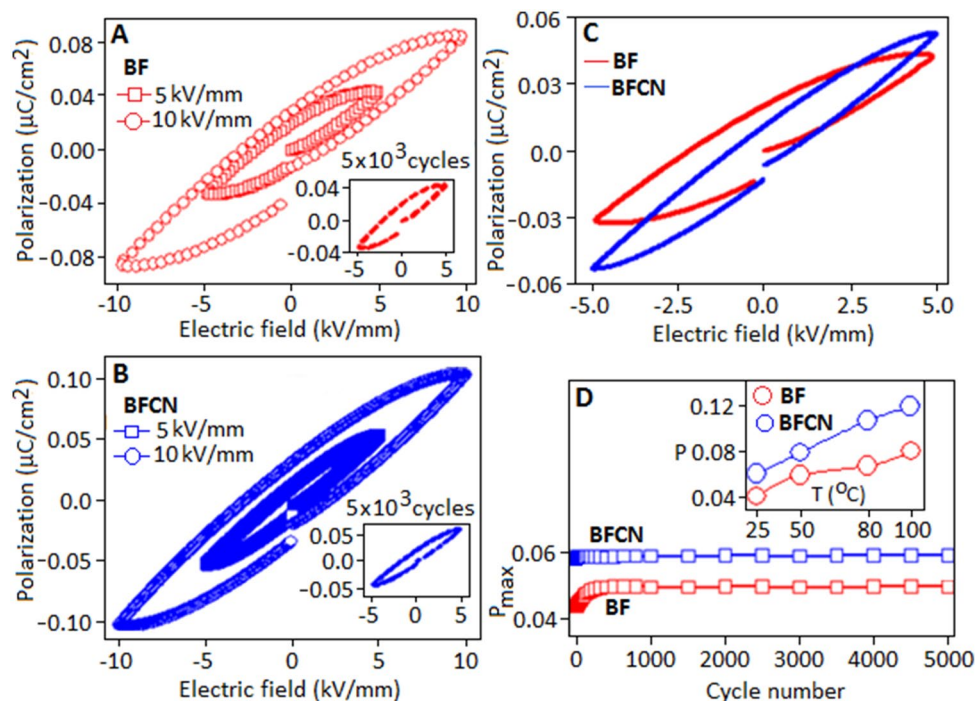 A
BF
5 kV/mm
10 kV/mm
5x10³cycles
0.04
0.00
-0.04
-5 0 5
0.08
0.04
0.00
-0.04
-0.08
Polarization (μC/cm²)
-10 -5 0 5 10
Electric field (kV/mm)
C
BF
BFCN
0.06
0.03
0.0
-0.03
-0.06
Polarization (μC/cm²)
-5.0 -2.5 0.0 2.5 5.0
Electric field (kV/mm)
B
BFCN
5 kV/mm
10 kV/mm
5x10³cycles
0.05
0.00
-0.05
-5 0 5
0.10
0.05
0.00
-0.05
-0.10
Polarization (μC/cm²)
-10 -5 0 5 10
Electric field (kV/mm)
D
BF
BFCN
0.12
P 0.08
0.04
T (°C)
25 50 80 100
BFCN
BF
0.06
0.04
Pmax
0 1000 2000 3000 4000 5000
Cycle number